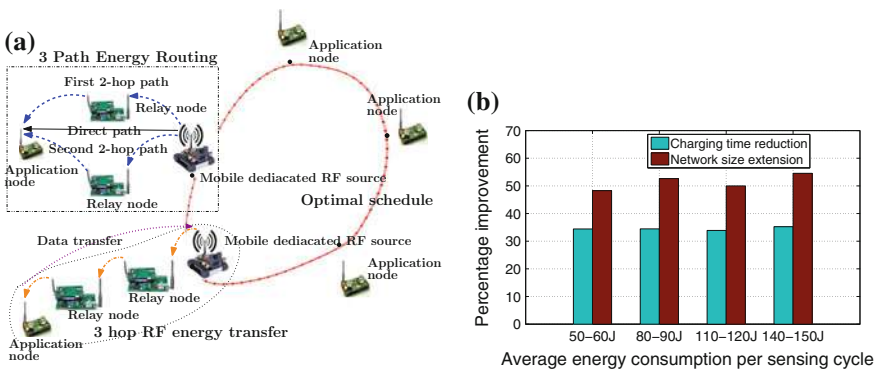 (a)
3 Path Energy Routing
First 2-hop path
Relay node
Direct path
Second 2-hop path
Application
node
Relay node
Mobile dediacated RF source
Application
node
Application
node
Optimal schedule
Data transfer
Mobile dediacated RF source
Application
node
Relay node
Relay node
3 hop RF energy transfer
Application
node
(b)
Charging time reduction
Network size extension
Percentage improvement
70
60
50
40
30
20
10
0
50−60J
80−90J
110−120J
140−150J
Average energy consumption per sensing cycle